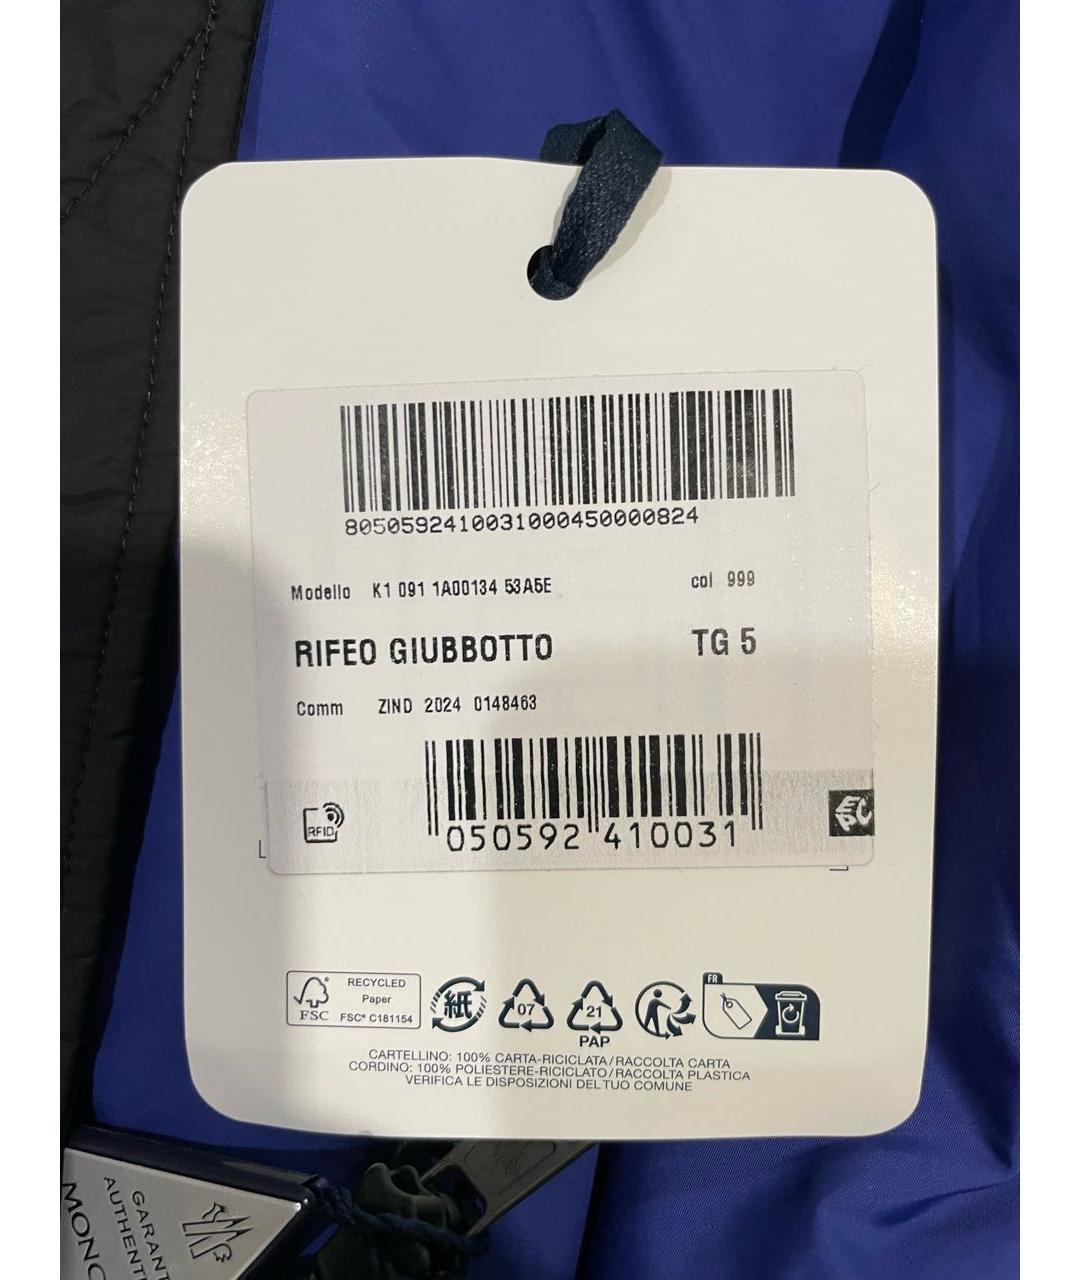 8050592410031000450000824
Modello K1 091 1A00134 53A5E col 999
RIFEO GIUBBOTTO TG 5
Comm ZIND 2024 0148463
RFID
EPC
050592 410031
FSC
RECYCLED
Paper
FSC® C181154
紙
07
21
PAP
FR
CARTELLINO: 100% CARTA-RICICLATA/RACCOLTA CARTA
CORDINO: 100% POLIESTERE-RICICLATO/RACCOLTA PLASTICA
VERIFICA LE DISPOSIZIONI DEL TUO COMUNE
GARANT
AUTHENTI
MONC